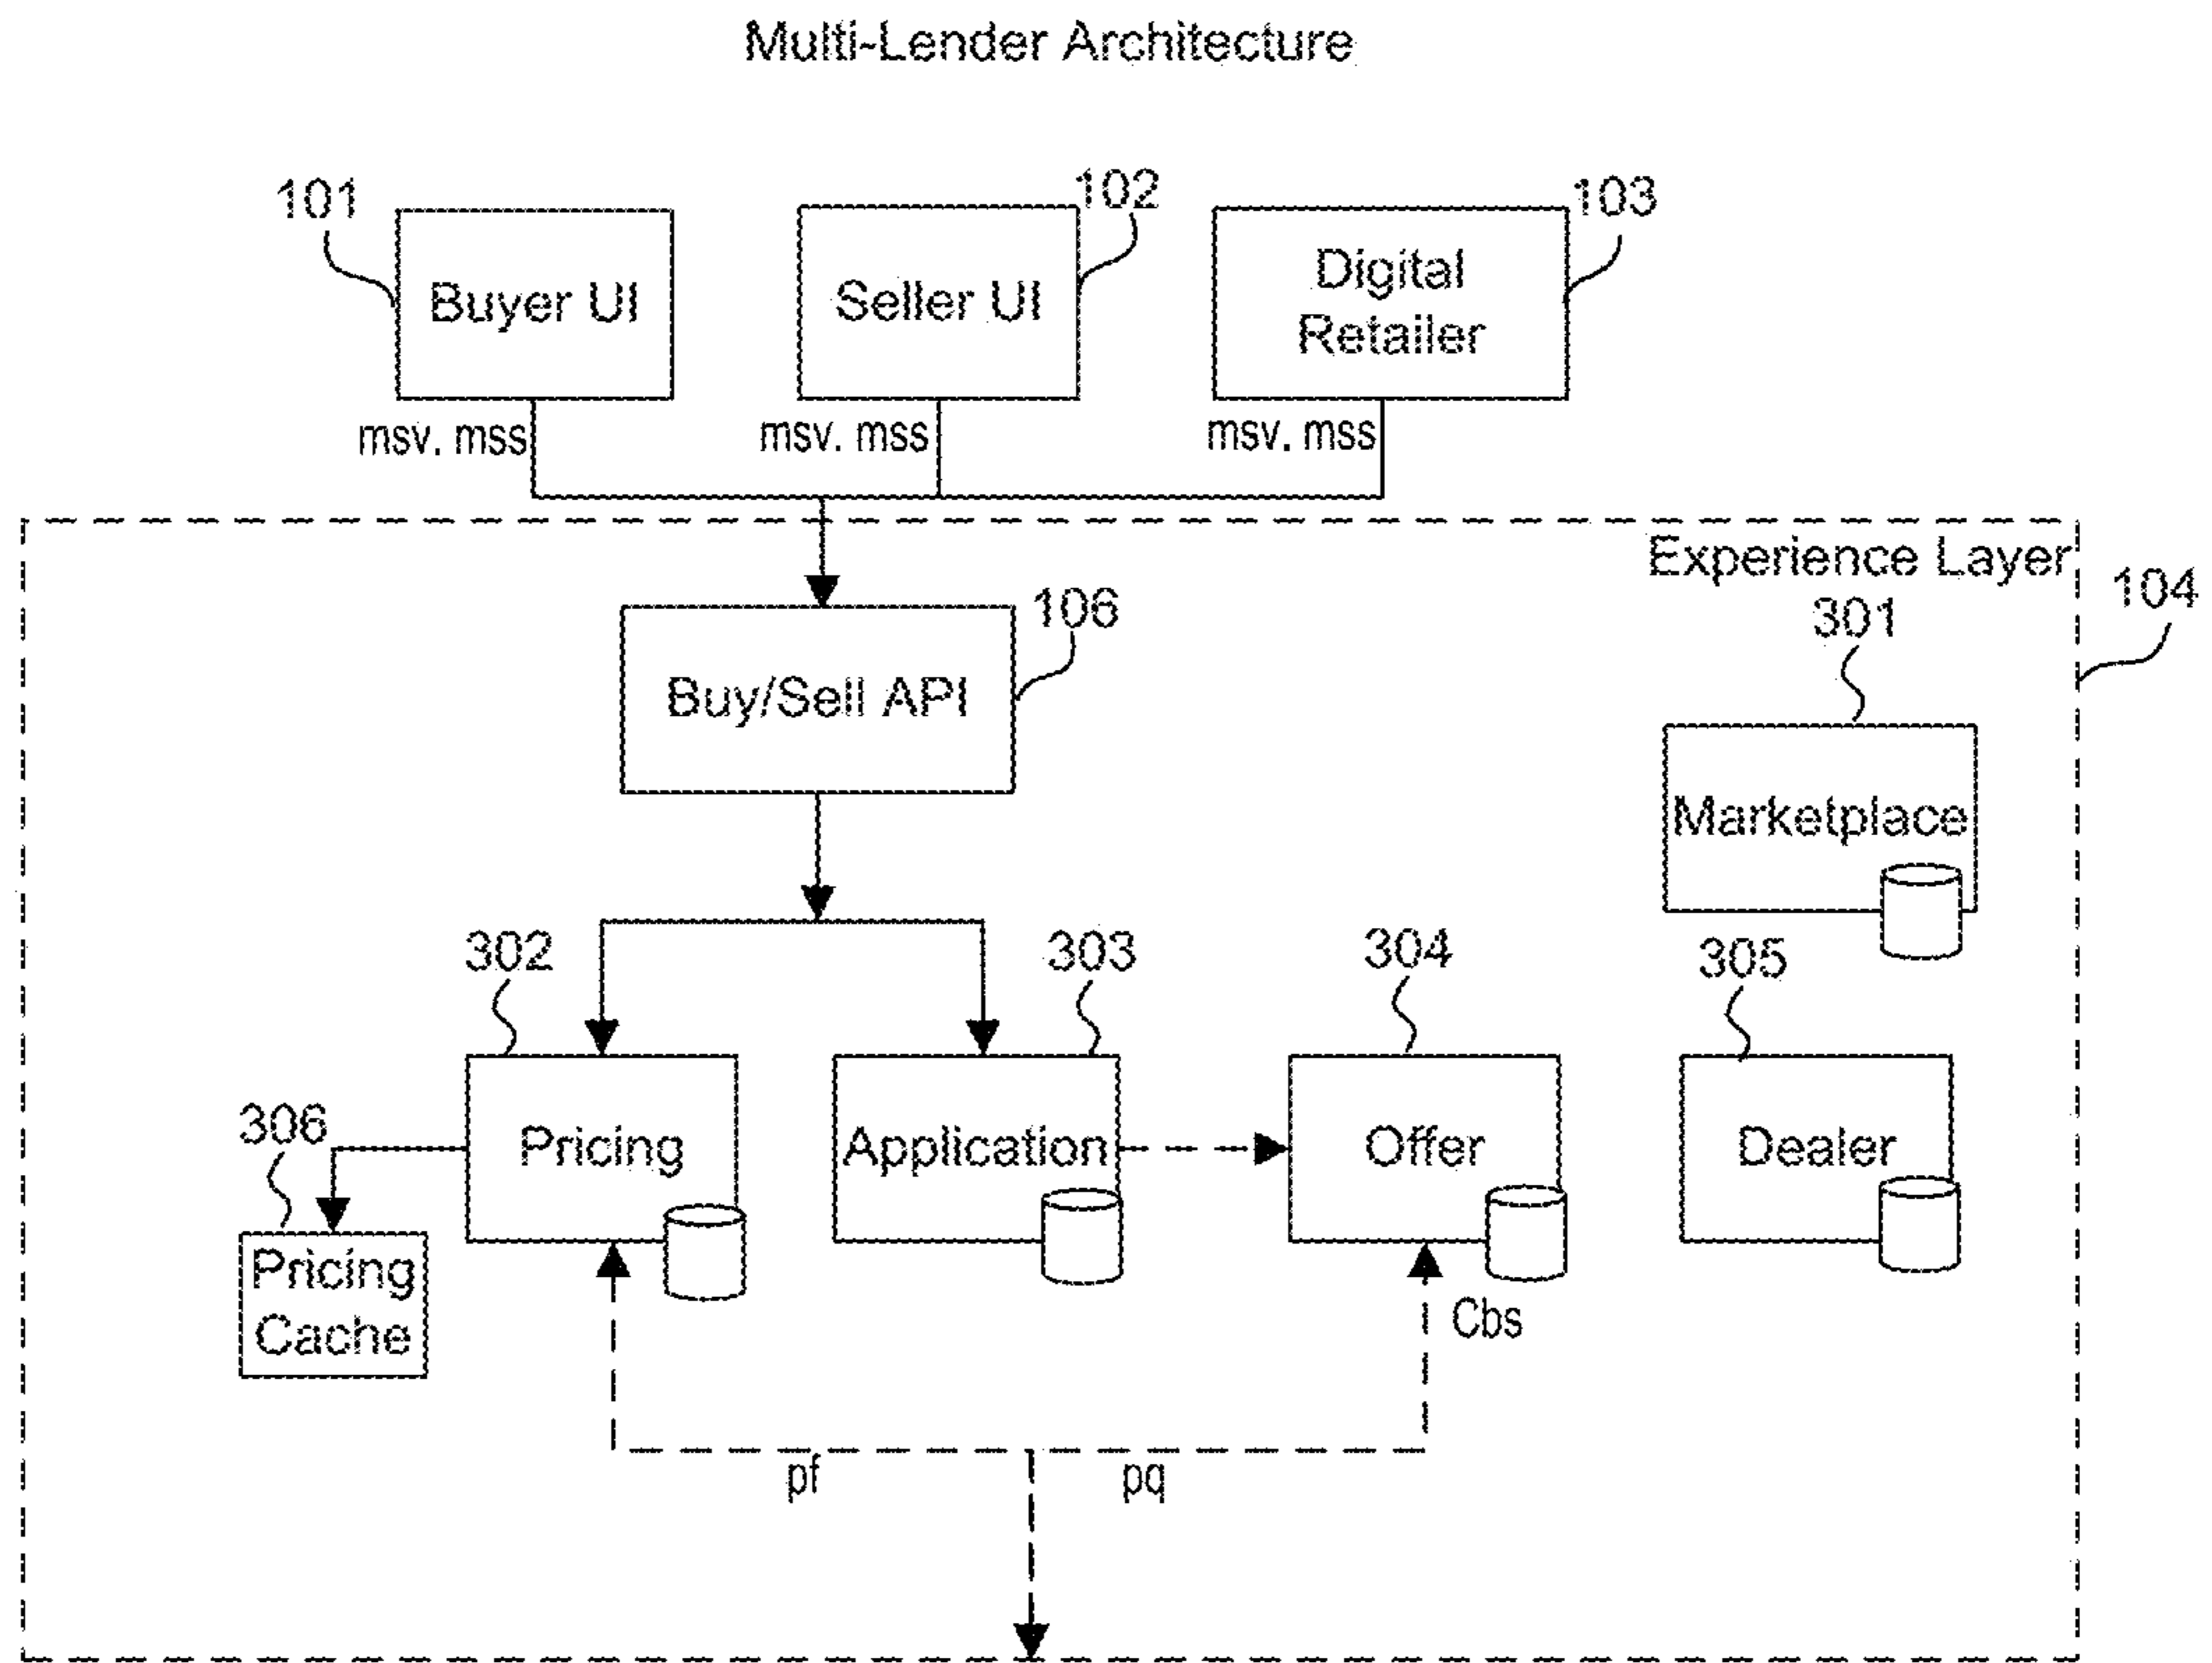 Multi-Lender Architecture
101
102
103
Buyer UI
Seller UI
Digital
Retailer
msv. mss
msv. mss
msv. mss
Experience Layer
104
106
301
Buy/Sell API
Marketplace
302
303
304
305
306
Pricing
Application
Offer
Dealer
Pricing
Cache
Cbs
pf
pq